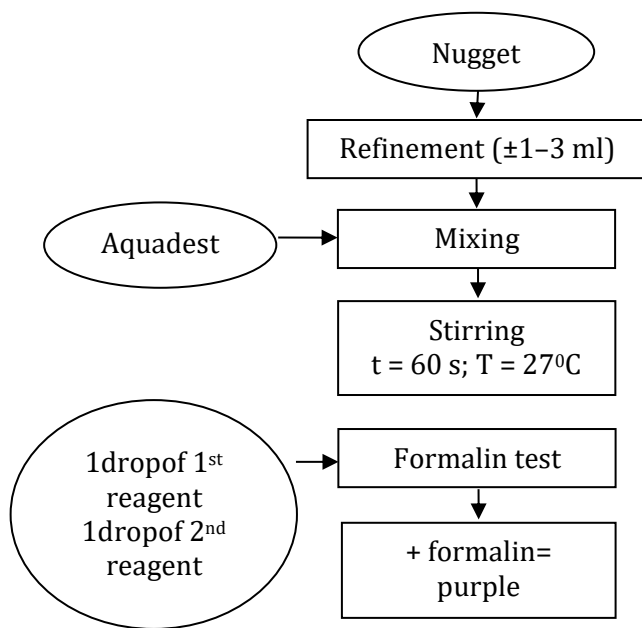 Nugget
Refinement (±1–3 ml)
Aquadest
Mixing
Stirring
t = 60 s; T = 27⁰C
1dropof 1ˢᵗ
reagent
1dropof 2ⁿᵈ
reagent
Formalin test
+ formalin=
purple